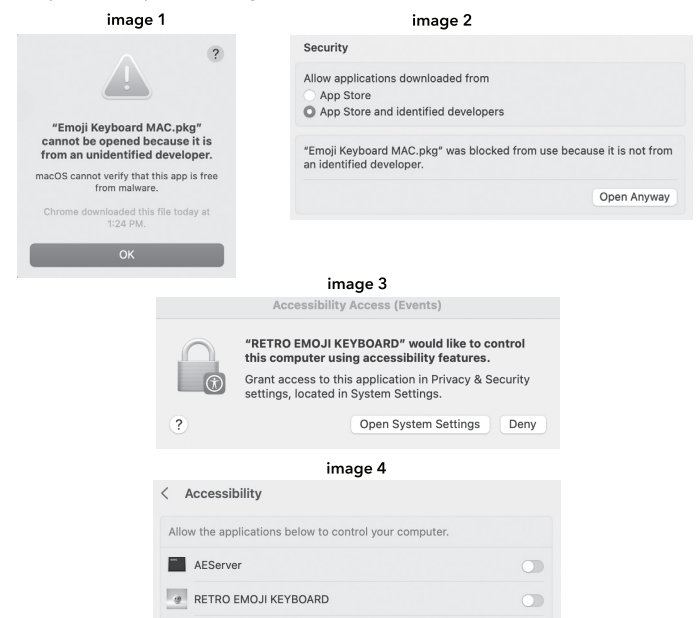 image 1
?
"Emoji Keyboard MAC.pkg"
cannot be opened because it is
from an unidentified developer.
macOS cannot verify that this app is free
from malware.
Chrome downloaded this file today at
1:24 PM.
OK
image 2
Security
Allow applications downloaded from
App Store
App Store and identified developers
"Emoji Keyboard MAC.pkg" was blocked from use because it is not from
an identified developer.
Open Anyway
image 3
Accessibility Access (Events)
"RETRO EMOJI KEYBOARD" would like to control
this computer using accessibility features.
Grant access to this application in Privacy & Security
settings, located in System Settings.
? Open System Settings Deny
image 4
< Accessibility
Allow the applications below to control your computer.
AEServer
RETRO EMOJI KEYBOARD